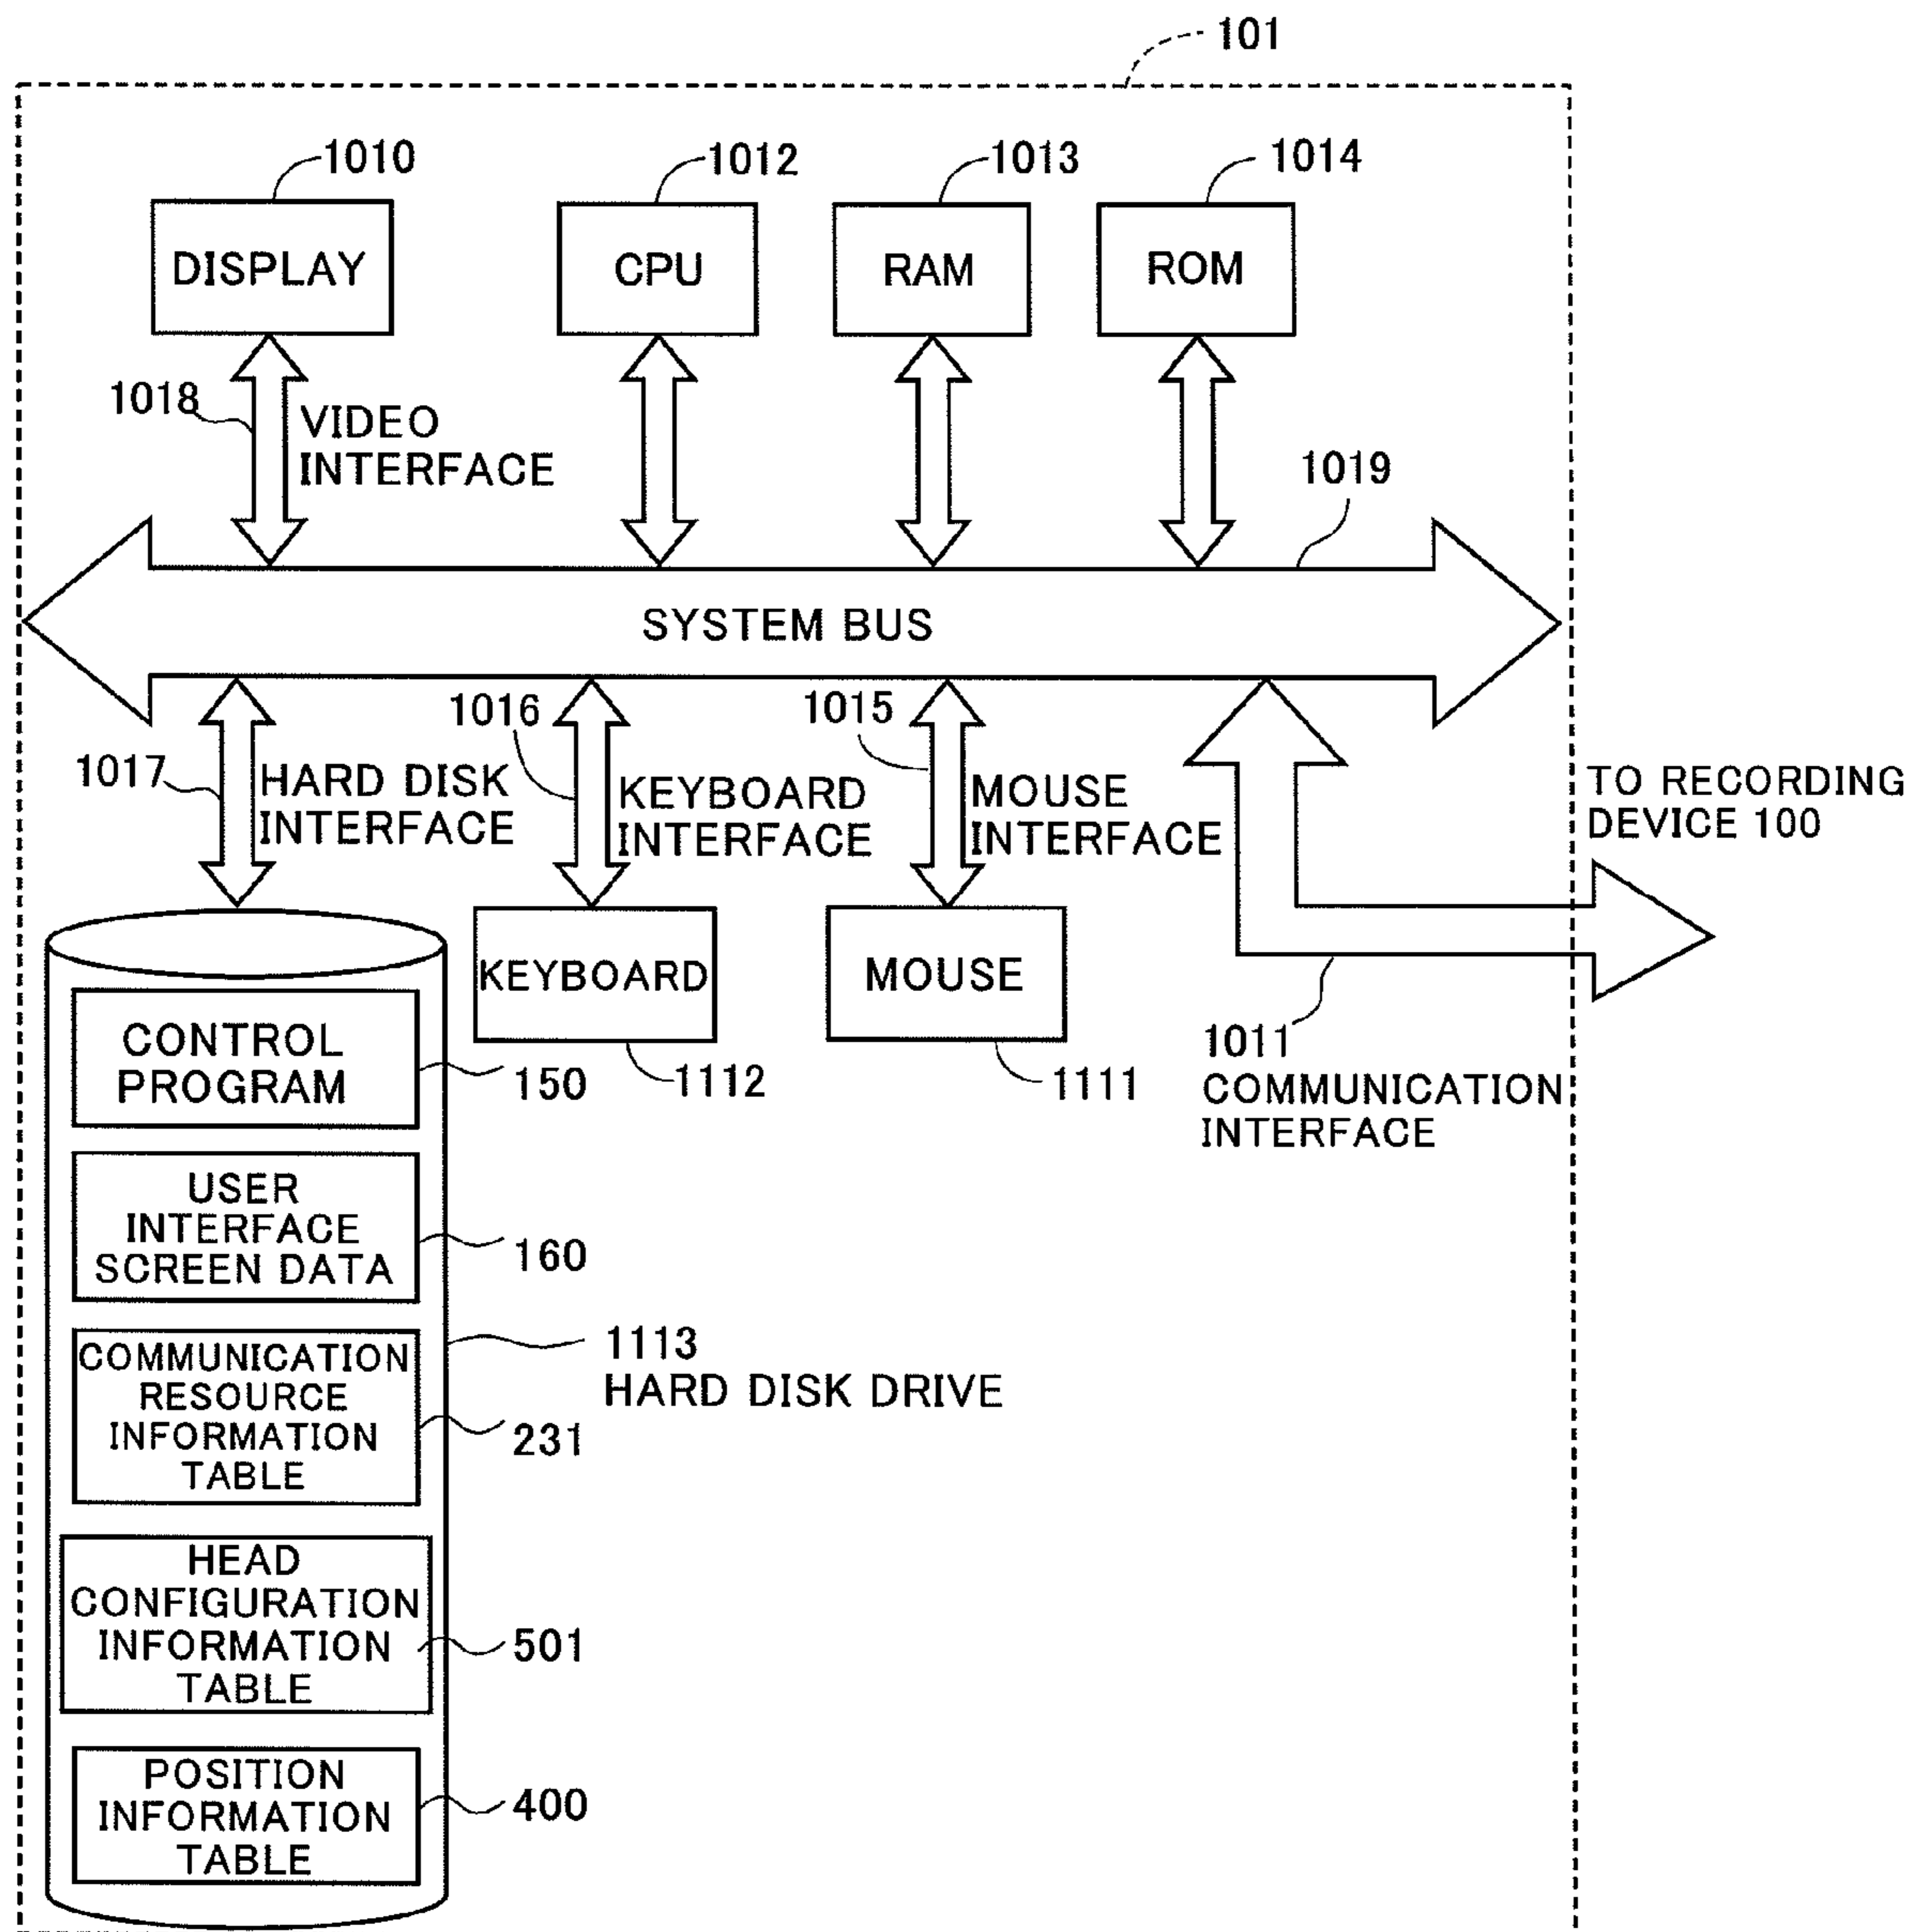 101
1010
1012
1013
1014
DISPLAY
CPU
RAM
ROM
1018
VIDEO
INTERFACE
1019
SYSTEM BUS
1016
1015
1017
HARD DISK
INTERFACE
KEYBOARD
INTERFACE
MOUSE
INTERFACE
TO RECORDING
DEVICE 100
KEYBOARD
MOUSE
1112
1111
1011
COMMUNICATION
INTERFACE
CONTROL
PROGRAM
150
USER
INTERFACE
SCREEN DATA
160
1113
HARD DISK DRIVE
COMMUNICATION
RESOURCE
INFORMATION
TABLE
231
HEAD
CONFIGURATION
INFORMATION
TABLE
501
POSITION
INFORMATION
TABLE
400